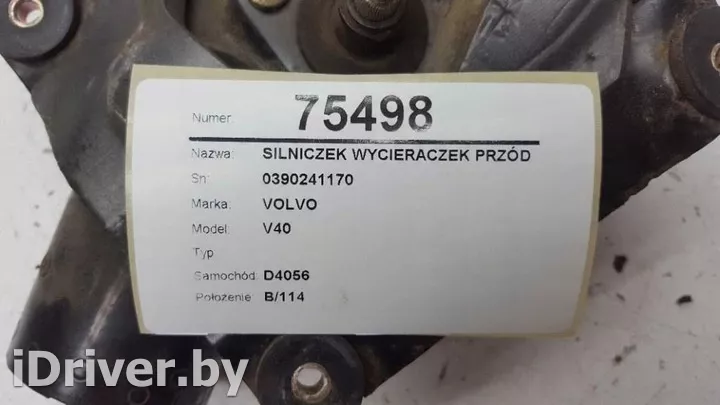 Numer: 75498
Nazwa: SILNICZEK WYCIERACZEK PRZÓD
Sn: 0390241170
Marka: VOLVO
Model: V40
Typ
Samochód: D4056
Położenie: B/114
iDriver.by